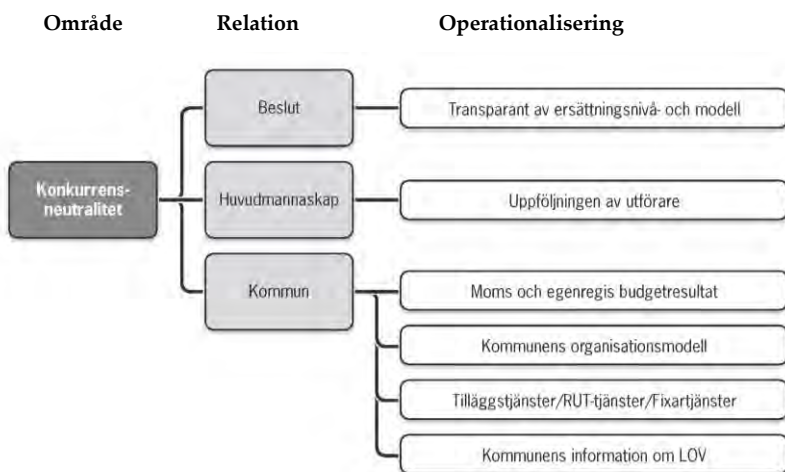 Område Relation Operationalisering
Beslut
Transparant av ersättningsnivå- och modell
Konkurrens-
neutralitet
Huvudmannaskap
Uppföljningen av utförare
Kommun
Moms och egenregis budgetresultat
Kommunens organisationsmodell
Tilläggstjänster/RUT-tjänster/Fixartjänster
Kommunens information om LOV